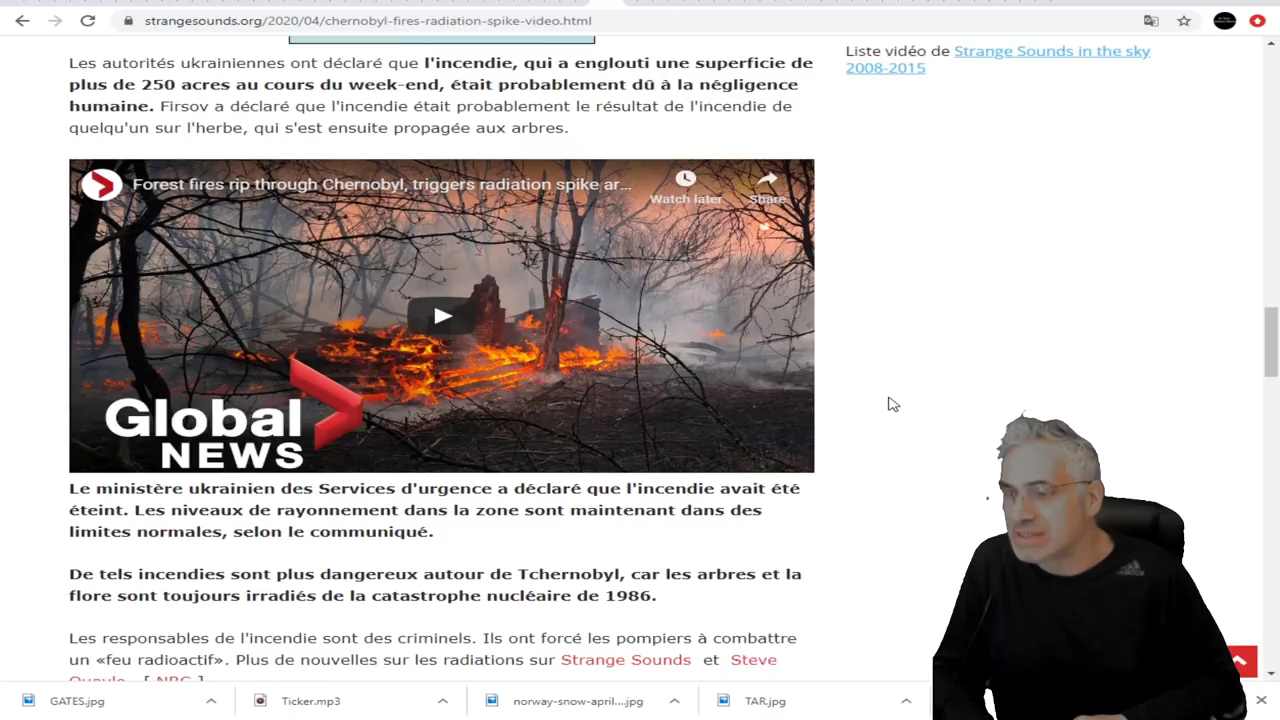 strangesounds.org/2020/04/chernobyl-fires-radiation-spike-video.html
Les autorités ukrainiennes ont déclaré que l'incendie, qui a englouti une superficie de
plus de 250 acres au cours du week-end, était probablement dû à la négligence
humaine. Firsov a déclaré que l'incendie était probablement le résultat de l'incendie de
quelqu'un sur l'herbe, qui s'est ensuite propagée aux arbres.
Liste vidéo de Strange Sounds in the sky
2008-2015
Forest fires rip through Chernobyl, triggers radiation spike ar...
Watch later
Share
Global
NEWS
Le ministère ukrainien des Services d'urgence a déclaré que l'incendie avait été
éteint. Les niveaux de rayonnement dans la zone sont maintenant dans des
limites normales, selon le communiqué.
De tels incendies sont plus dangereux autour de Tchernobyl, car les arbres et la
flore sont toujours irradiés de la catastrophe nucléaire de 1986.
Les responsables de l'incendie sont des criminels. Ils ont forcé les pompiers à combattre
un «feu radioactif». Plus de nouvelles sur les radiations sur Strange Sounds et Steve
Quayle [ NBC ]
adidas
GATES.jpg
Ticker.mp3
norway-snow-april....jpg
TAR.jpg